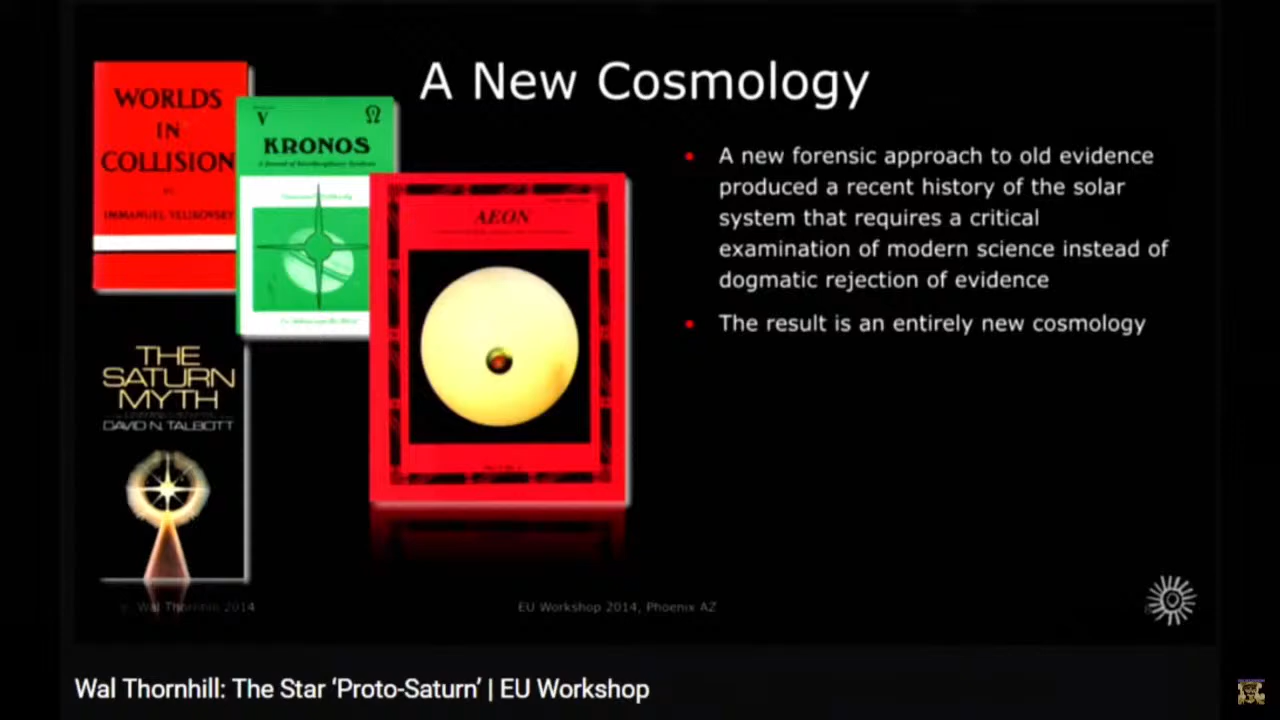 A New Cosmology
WORLDS
IN
COLLISION
BY
IMMANUEL VELIKOVSKY
V
Ω
KRONOS
A Journal of Interdisciplinary Synthesis
AEON
THE
SATURN
MYTH
DAVID N. TALBOTT
• A new forensic approach to old evidence
produced a recent history of the solar
system that requires a critical
examination of modern science instead of
dogmatic rejection of evidence
• The result is an entirely new cosmology
Wal Thornhill 2014
EU Workshop 2014, Phoenix AZ
Wal Thornhill: The Star ‘Proto-Saturn’ | EU Workshop